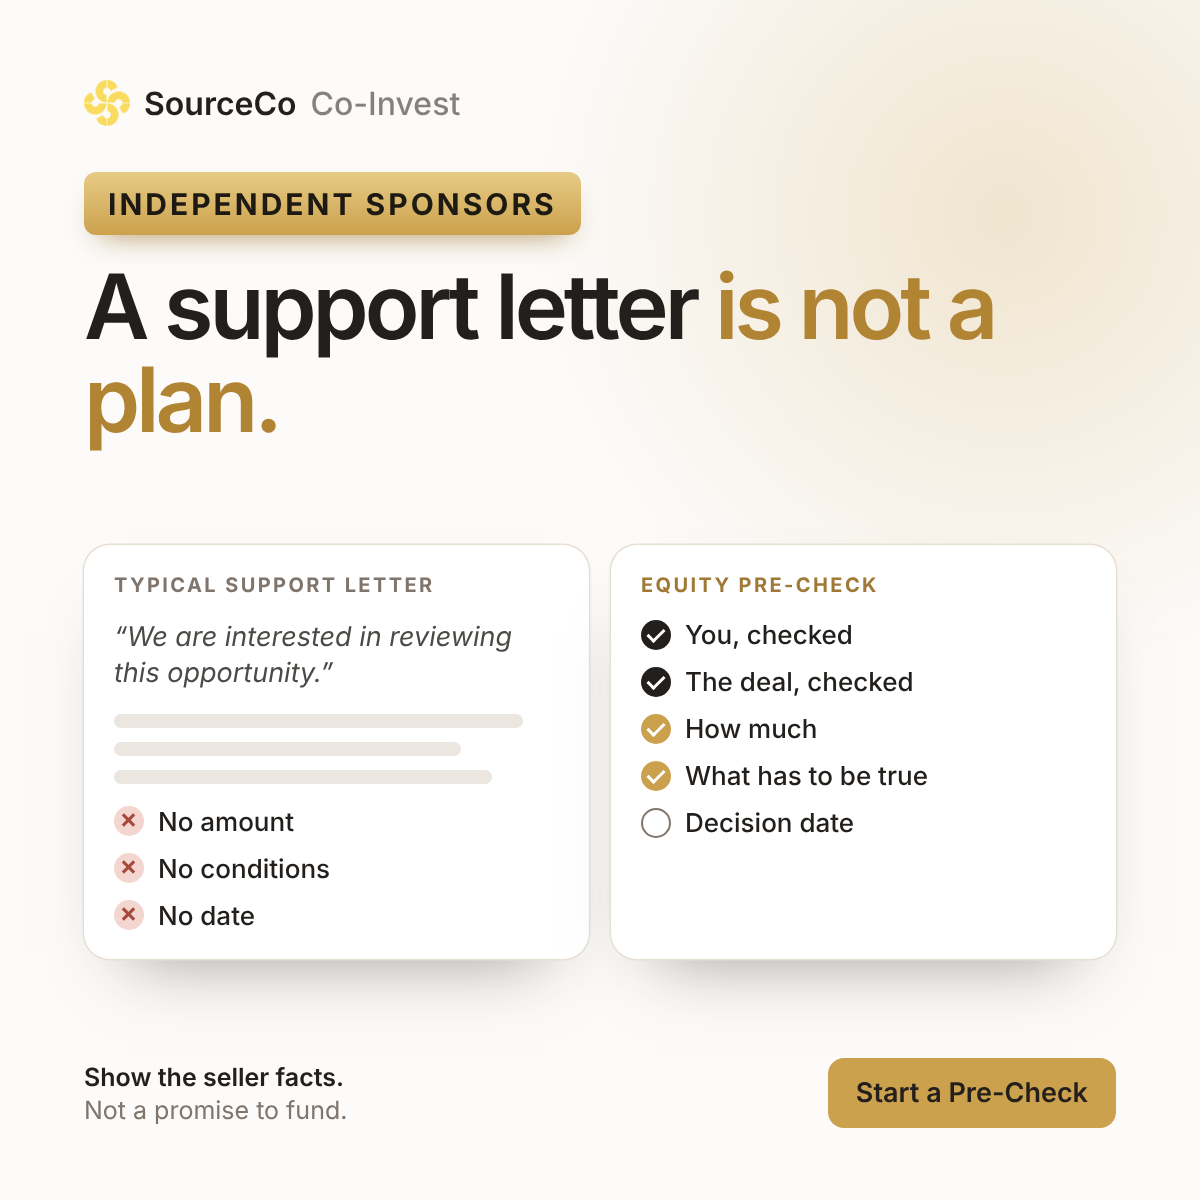 SourceCo Co-Invest
INDEPENDENT SPONSORS
A support letter is not a
plan.
TYPICAL SUPPORT LETTER
“We are interested in reviewing
this opportunity.”
No amount
No conditions
No date
EQUITY PRE-CHECK
You, checked
The deal, checked
How much
What has to be true
Decision date
Show the seller facts.
Not a promise to fund.
Start a Pre-Check